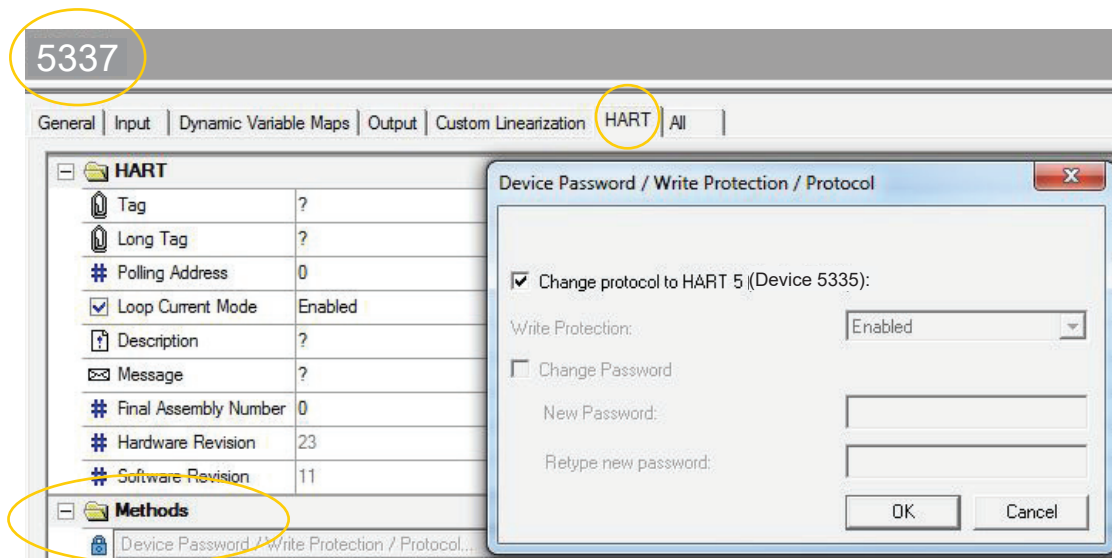 5337
General Input Dynamic Variable Maps Output Custom Linearization HART All
HART
Tag ?
Long Tag ?
Polling Address 0
Loop Current Mode Enabled
Description ?
Message ?
Final Assembly Number 0
Hardware Revision 23
Software Revision 11
Methods
Device Password / Write Protection / Protocol...
Device Password / Write Protection / Protocol
Change protocol to HART 5 (Device 5335):
Write Protection: Enabled
Change Password
New Password:
Retype new password:
OK Cancel